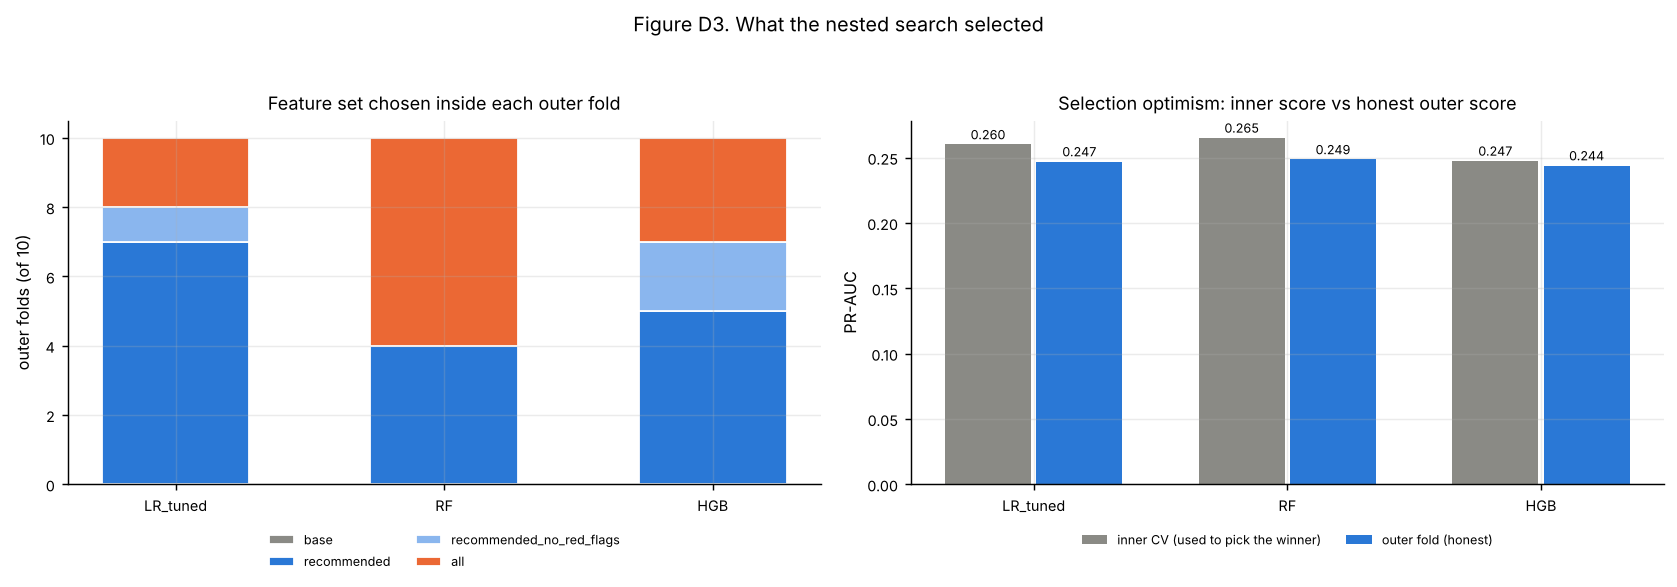 Figure D3. What the nested search selected
Feature set chosen inside each outer fold
outer folds (of 10)
10
8
6
4
2
0
LR_tuned
RF
HGB
base
recommended
recommended_no_red_flags
all
Selection optimism: inner score vs honest outer score
PR-AUC
0.25
0.20
0.15
0.10
0.05
0.00
0.260
0.247
0.265
0.249
0.247
0.244
LR_tuned
RF
HGB
inner CV (used to pick the winner)
outer fold (honest)